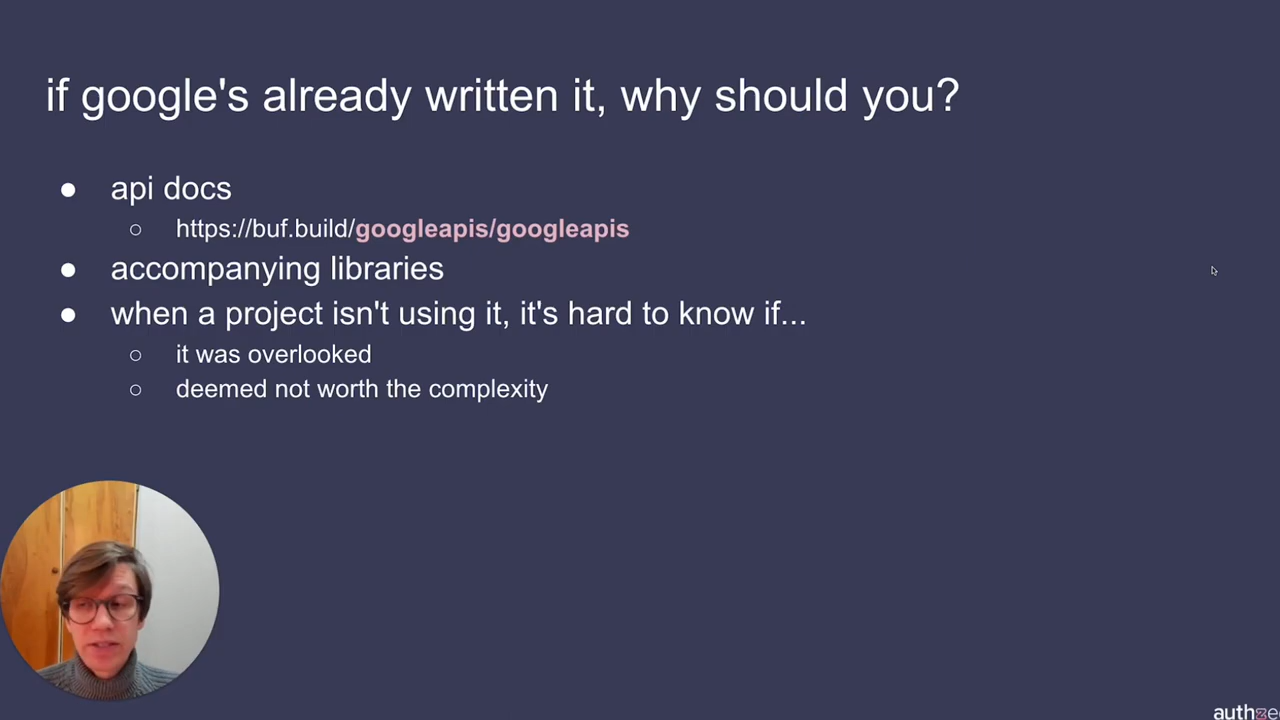 if google's already written it, why should you?
● api docs
○ https://buf.build/googleapis/googleapis
● accompanying libraries
● when a project isn't using it, it's hard to know if...
○ it was overlooked
○ deemed not worth the complexity
authze